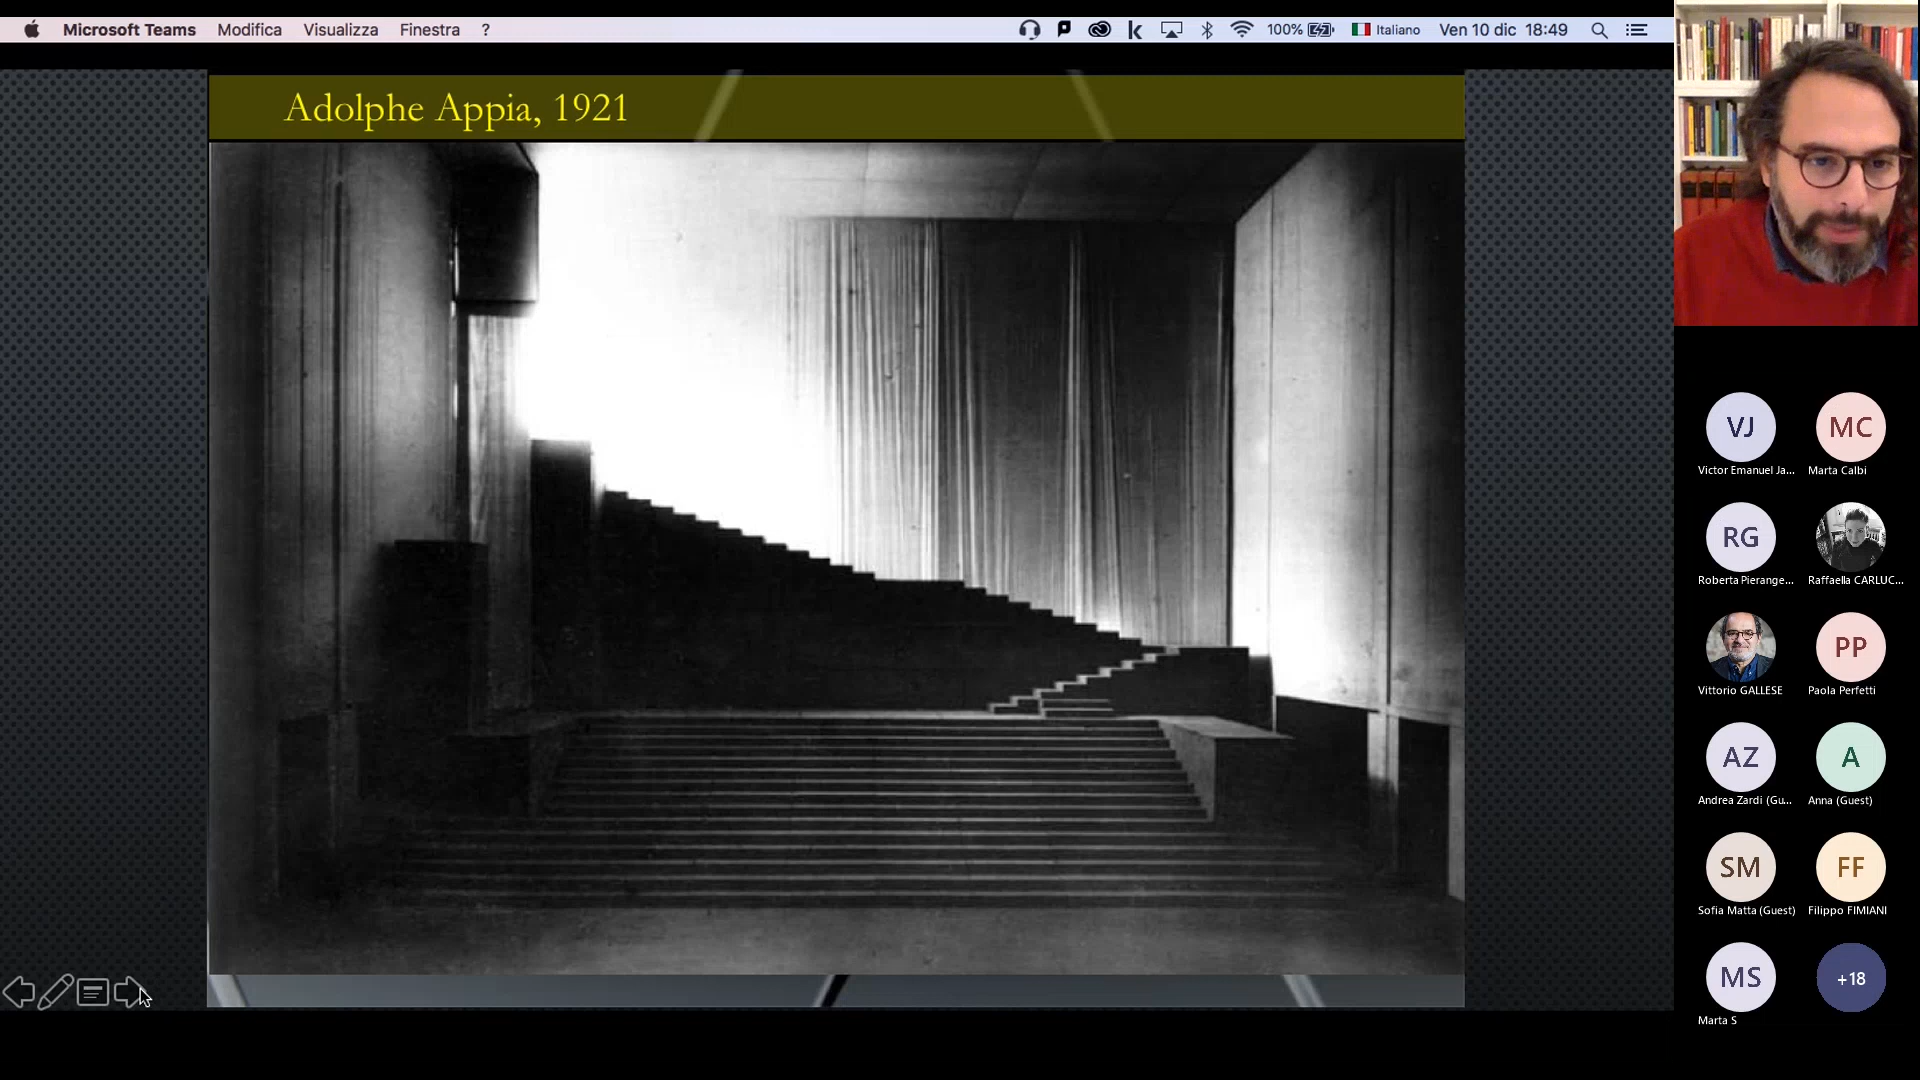 Microsoft Teams Modifica Visualizza Finestra ? 100% Italiano Ven 10 dic 18:49
Adolphe Appia, 1921
VJ MC
Victor Emanuel Ja... Marta Calbi
RG
Roberta Pierange... Raffaella CARLUC...
PP
Vittorio GALLESE Paola Perfetti
AZ A
Andrea Zardi (Gu... Anna (Guest)
SM FF
Sofia Matta (Guest) Filippo FIMIANI
MS +18
Marta S